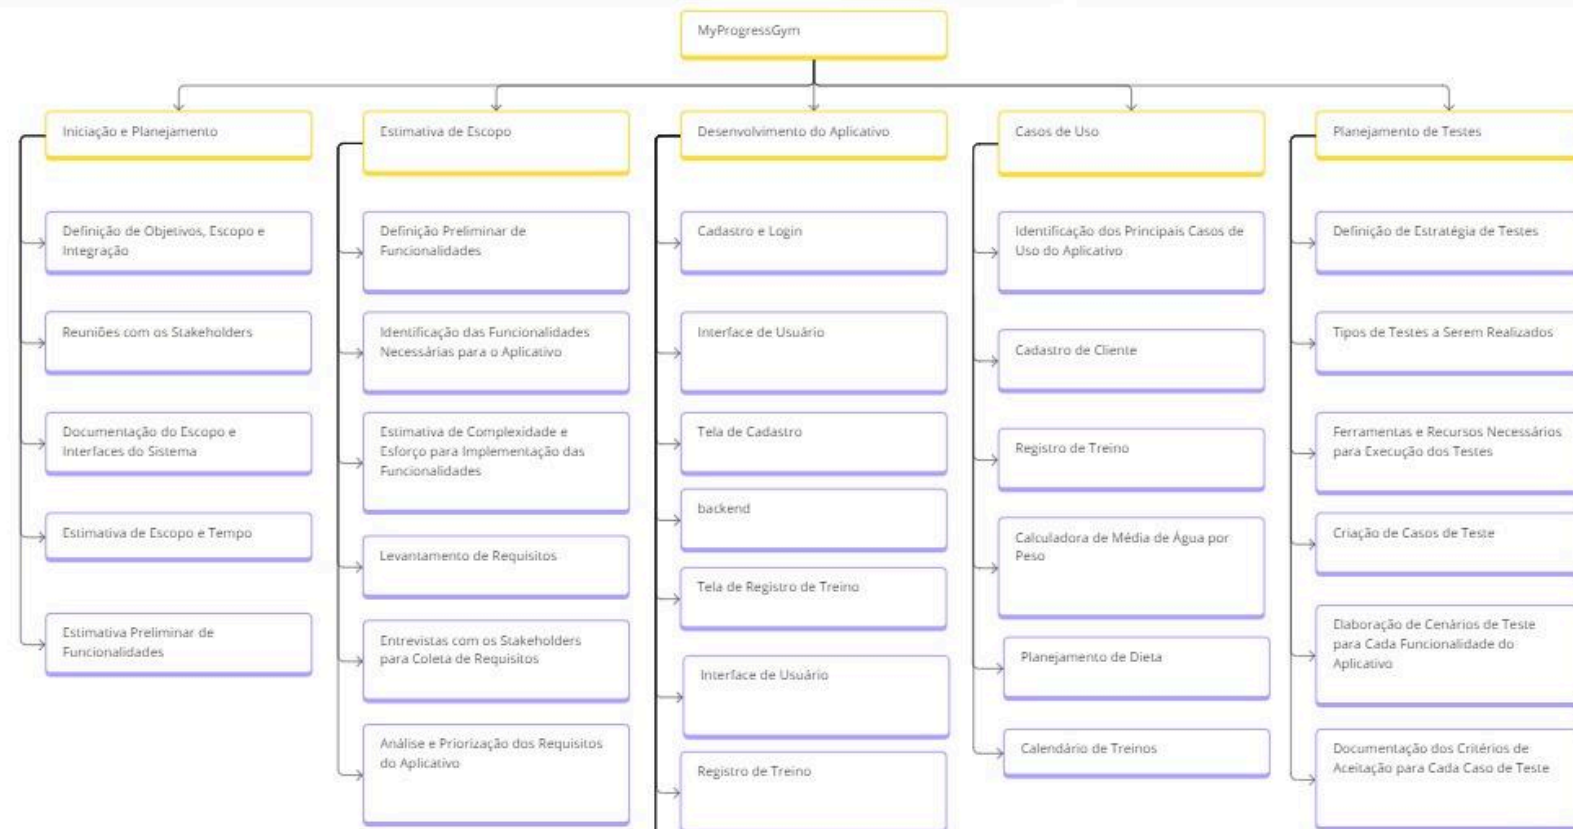 MyProgressGym
Iniciação e Planejamento
Definição de Objetivos, Escopo e
Integração
Reuniões com os Stakeholders
Documentação do Escopo e
Interfaces do Sistema
Estimativa de Escopo e Tempo
Estimativa Preliminar de
Funcionalidades
Estimativa de Escopo
Definição Preliminar de
Funcionalidades
Identificação das Funcionalidades
Necessárias para o Aplicativo
Estimativa de Complexidade e
Esforço para Implementação das
Funcionalidades
Levantamento de Requisitos
Entrevistas com os Stakeholders
para Coleta de Requisitos
Análise e Priorização dos Requisitos
do Aplicativo
Desenvolvimento do Aplicativo
Cadastro e Login
Interface de Usuário
Tela de Cadastro
backend
Tela de Registro de Treino
Interface de Usuário
Registro de Treino
Casos de Uso
Identificação dos Principais Casos de
Uso do Aplicativo
Cadastro de Cliente
Registro de Treino
Calculadora de Média de Água por
Peso
Planejamento de Dieta
Calendário de Treinos
Planejamento de Testes
Definição de Estratégia de Testes
Tipos de Testes a Serem Realizados
Ferramentas e Recursos Necessários
para Execução dos Testes
Criação de Casos de Teste
Elaboração de Cenários de Teste
para Cada Funcionalidade do
Aplicativo
Documentação dos Critérios de
Aceitação para Cada Caso de Teste